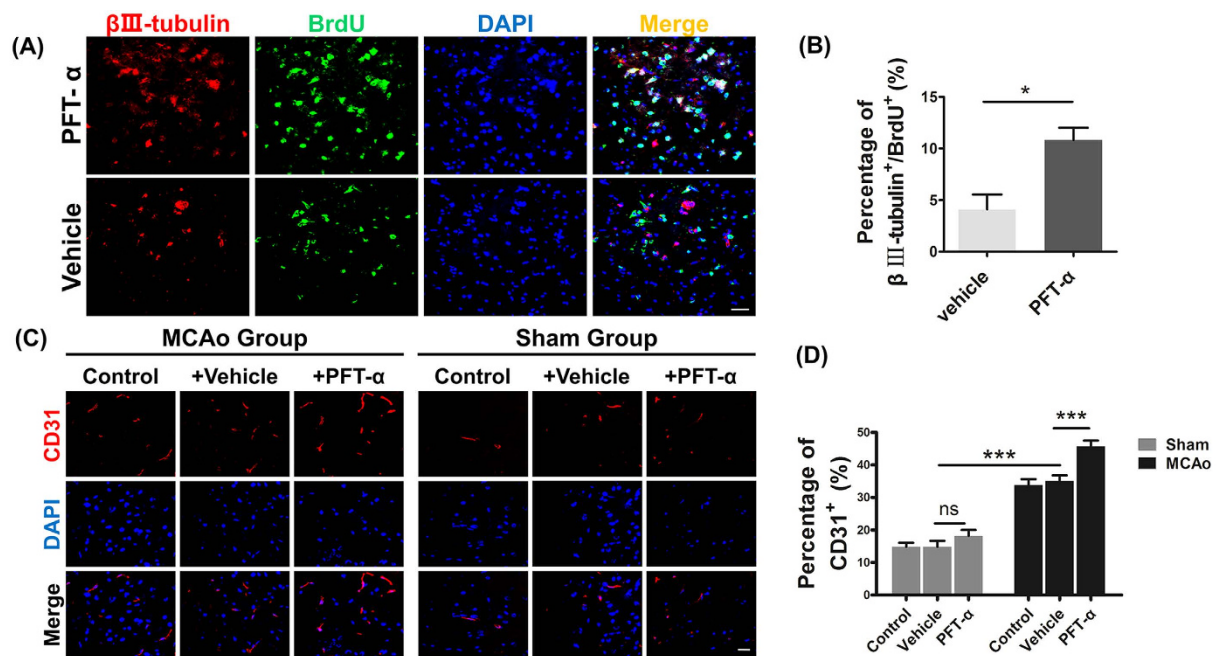 (A)
βⅢ-tubulin BrdU DAPI Merge
PFT- α
Vehicle
(B)
Percentage of
β Ⅲ-tubulin⁺/BrdU⁺ (%)
15
10
5
0
*
vehicle PFT-α
(C)
MCAo Group Sham Group
Control +Vehicle +PFT-α Control +Vehicle +PFT-α
CD31
DAPI
Merge
(D)
Percentage of
CD31⁺ (%)
50
40
30
20
10
0
ns
***
***
Sham
MCAo
Control Vehicle PFT-α Control Vehicle PFT-α